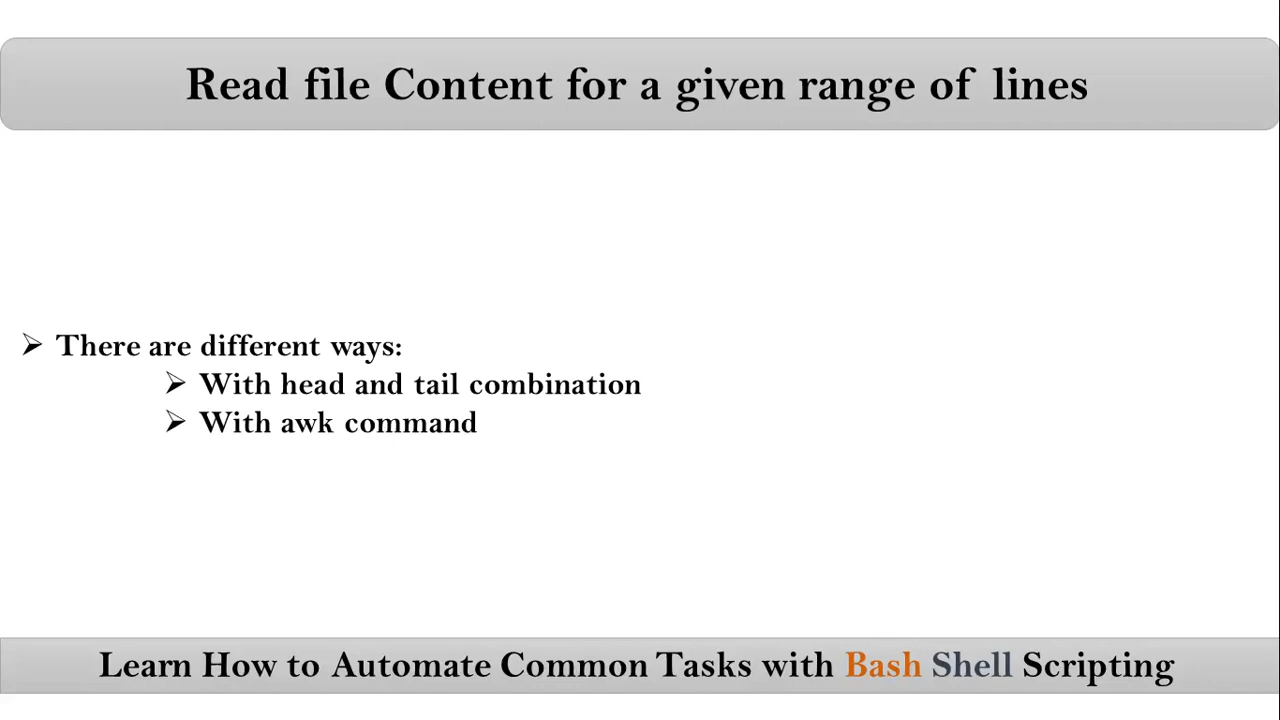 Read file Content for a given range of lines
➢ There are different ways:
➢ With head and tail combination
➢ With awk command
Learn How to Automate Common Tasks with Bash Shell Scripting